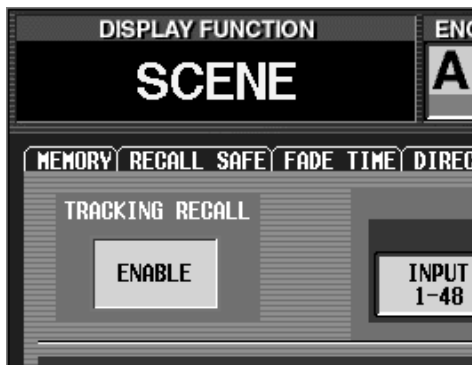 DISPLAY FUNCTION
SCENE
A
MEMORY RECALL SAFE FADE TIME
TRACKING RECALL
ENABLE
INPUT
1-48